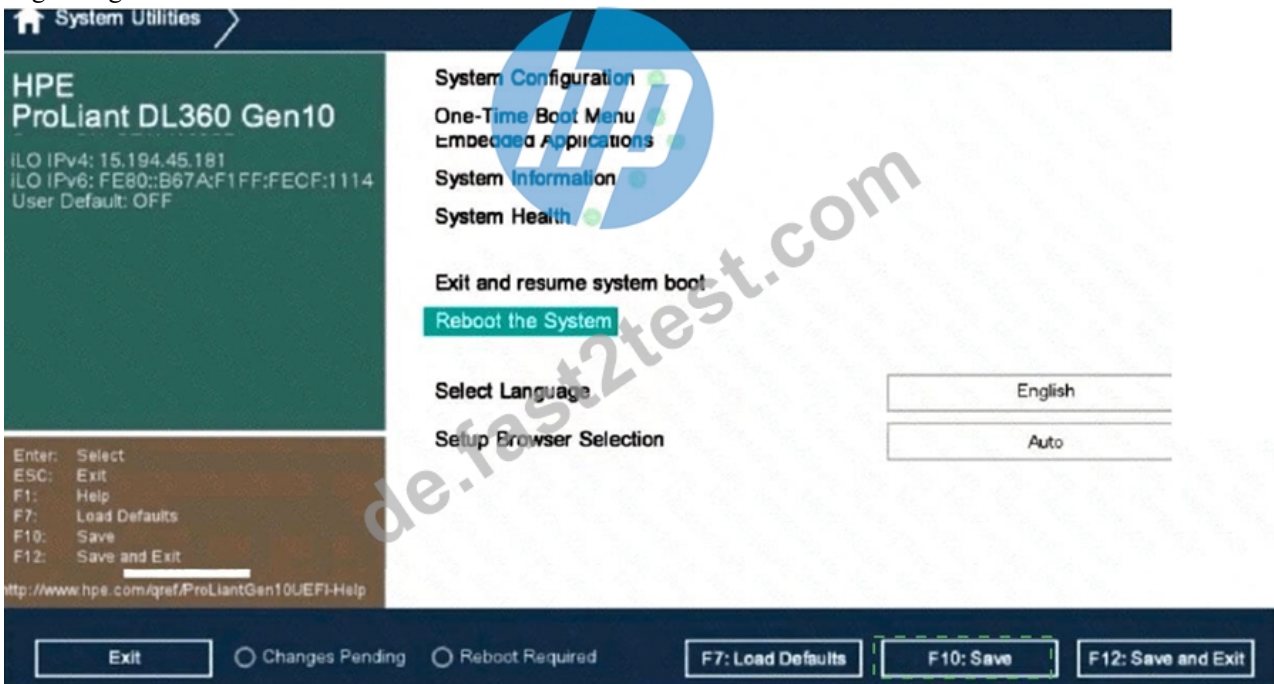 System Utilities
HPE
ProLiant DL360 Gen10
iLO IPv4: 15.194.45.181
iLO IPv6: FE80::B67A:F1FF:FECF:1114
User Default: OFF
Enter: Select
ESC: Exit
F1: Help
F7: Load Defaults
F10: Save
F12: Save and Exit
http://www.hpe.com/qref/ProLiantGen10UEFI-Help
System Configuration
One-Time Boot Menu
Embedded Applications
System Information
System Health
Exit and resume system boot
Reboot the System
Select Language English
Setup Browser Selection Auto
hp
de.fast2test.com
Exit Changes Pending Reboot Required F7: Load Defaults F10: Save F12: Save and Exit